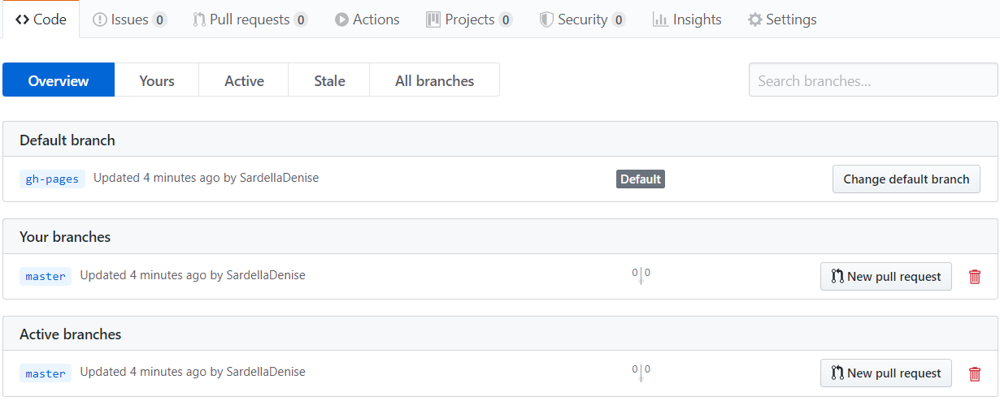 Code Issues 0 Pull requests 0 Actions Projects 0 Security 0 Insights Settings
Overview Yours Active Stale All branches Search branches...
Default branch
gh-pages Updated 4 minutes ago by SardellaDenise Default Change default branch
Your branches
master Updated 4 minutes ago by SardellaDenise 0 0 New pull request
Active branches
master Updated 4 minutes ago by SardellaDenise 0 0 New pull request